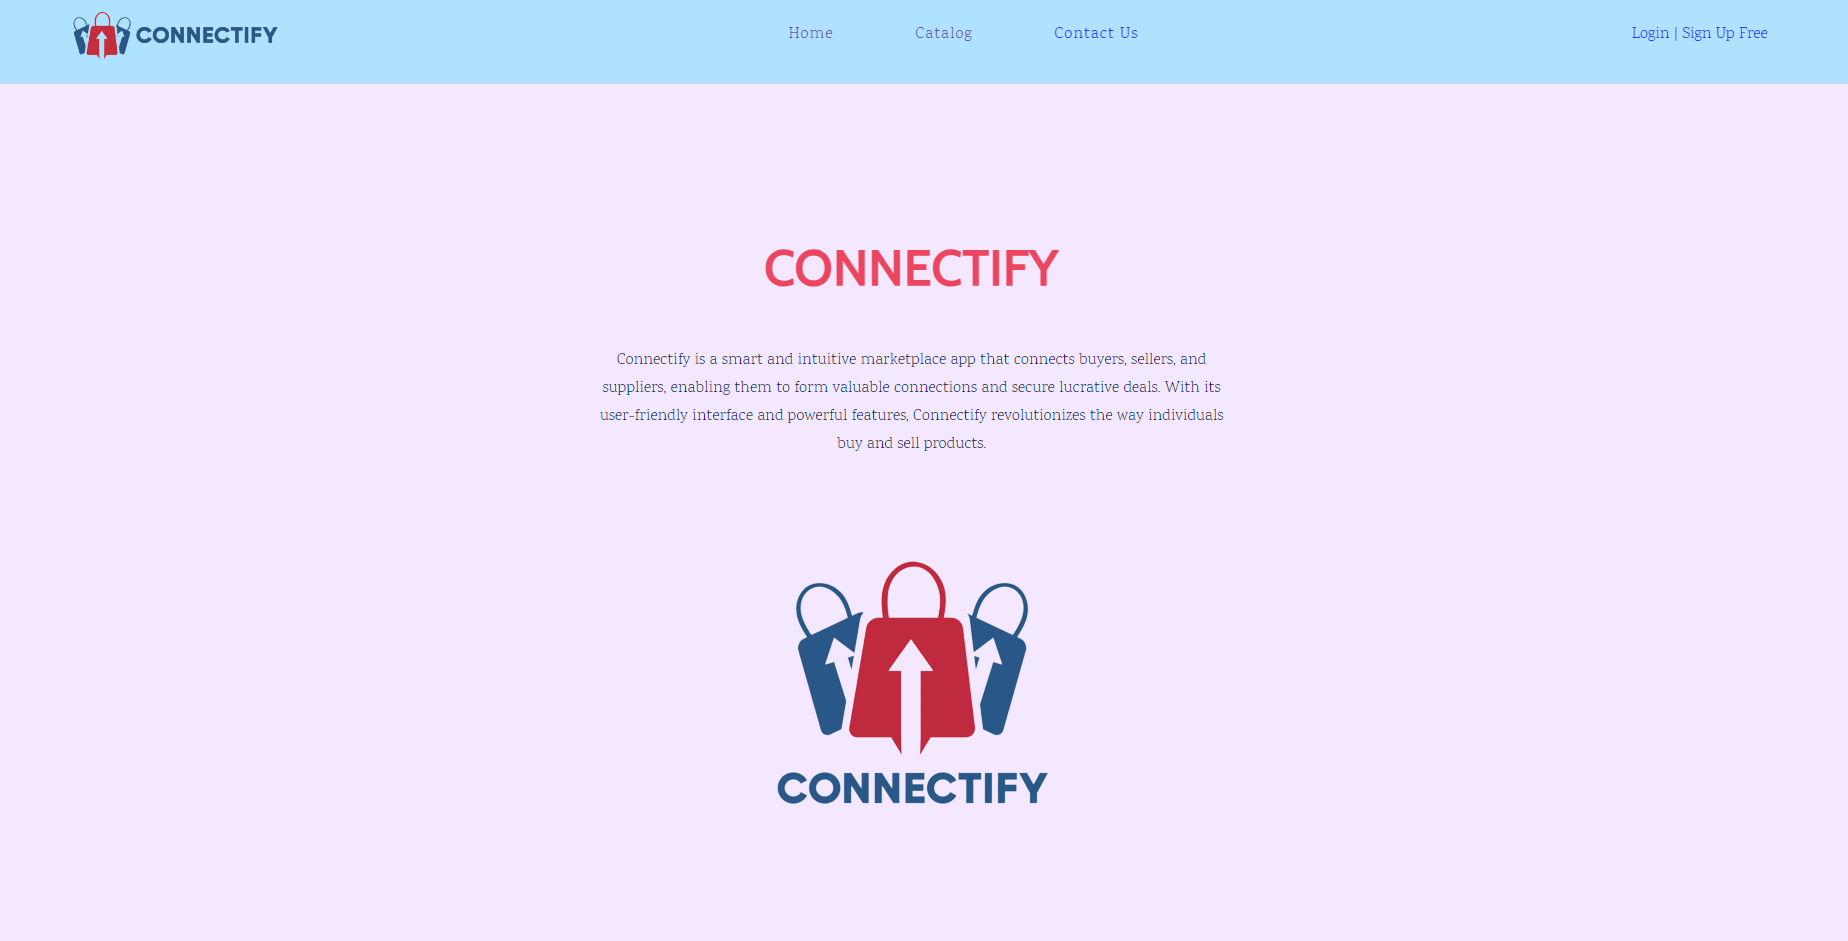 CONNECTIFY
Home
Catalog
Contact Us
Login | Sign Up Free
CONNECTIFY
Connectify is a smart and intuitive marketplace app that connects buyers, sellers, and
suppliers, enabling them to form valuable connections and secure lucrative deals. With its
user-friendly interface and powerful features, Connectify revolutionizes the way individuals
buy and sell products.
CONNECTIFY